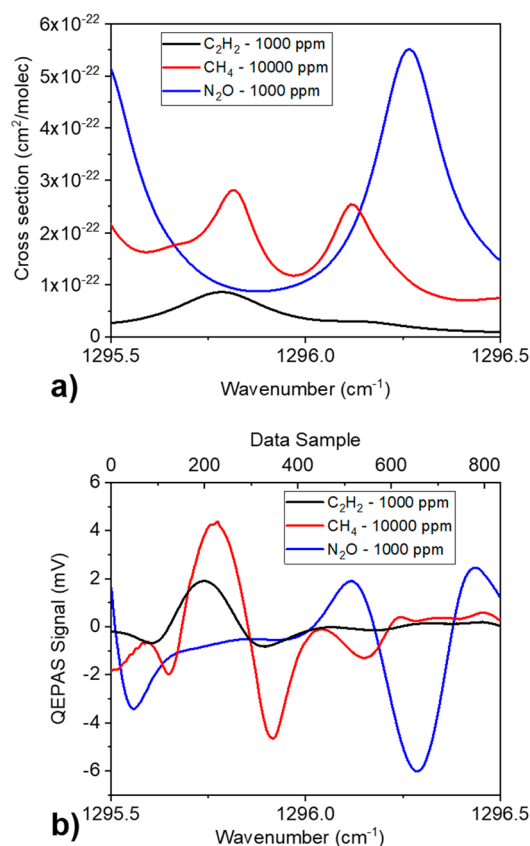 6x10⁻²²
5x10⁻²²
4x10⁻²²
3x10⁻²²
2x10⁻²²
1x10⁻²²
0
Cross section (cm²/molec)
C₂H₂ - 1000 ppm
CH₄ - 10000 ppm
N₂O - 1000 ppm
1295.5 1296.0 1296.5
Wavenumber (cm⁻¹)
a)
Data Sample
0 200 400 600 800
6
4
2
0
-2
-4
-6
QEPAS Signal (mV)
C₂H₂ - 1000 ppm
CH₄ - 10000 ppm
N₂O - 1000 ppm
1295.5 1296.0 1296.5
Wavenumber (cm⁻¹)
b)